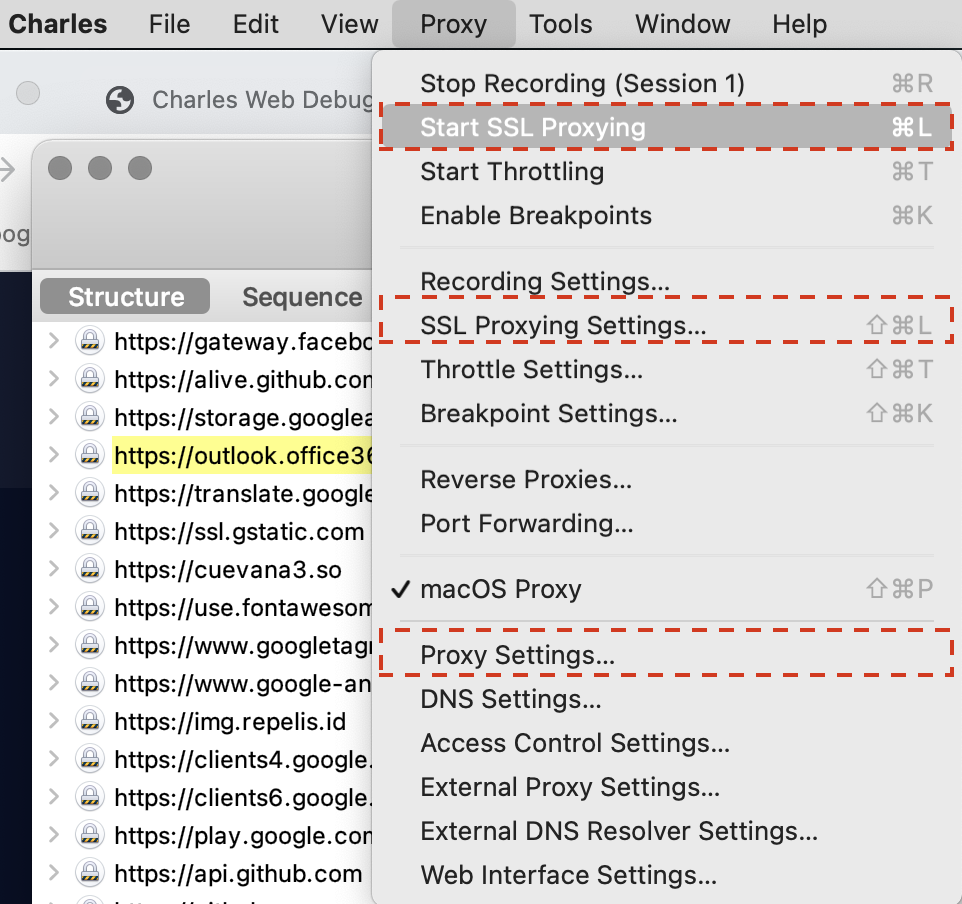 Charles File Edit View Proxy Tools Window Help
Charles Web Debug
Structure Sequence
https://gateway.facebo
https://alive.github.com
https://storage.googlea
https://outlook.office36
https://translate.google
https://ssl.gstatic.com
https://cuevana3.so
https://use.fontawesom
https://www.googletagr
https://www.google-an
https://img.repelis.id
https://clients4.google.
https://clients6.google.
https://play.google.com
https://api.github.com
Stop Recording (Session 1) ⌘R
Start SSL Proxying ⌘L
Start Throttling ⌘T
Enable Breakpoints ⌘K
Recording Settings...
SSL Proxying Settings... ⇧⌘L
Throttle Settings... ⇧⌘T
Breakpoint Settings... ⇧⌘K
Reverse Proxies...
Port Forwarding...
✓ macOS Proxy ⇧⌘P
Proxy Settings...
DNS Settings...
Access Control Settings...
External Proxy Settings...
External DNS Resolver Settings...
Web Interface Settings...